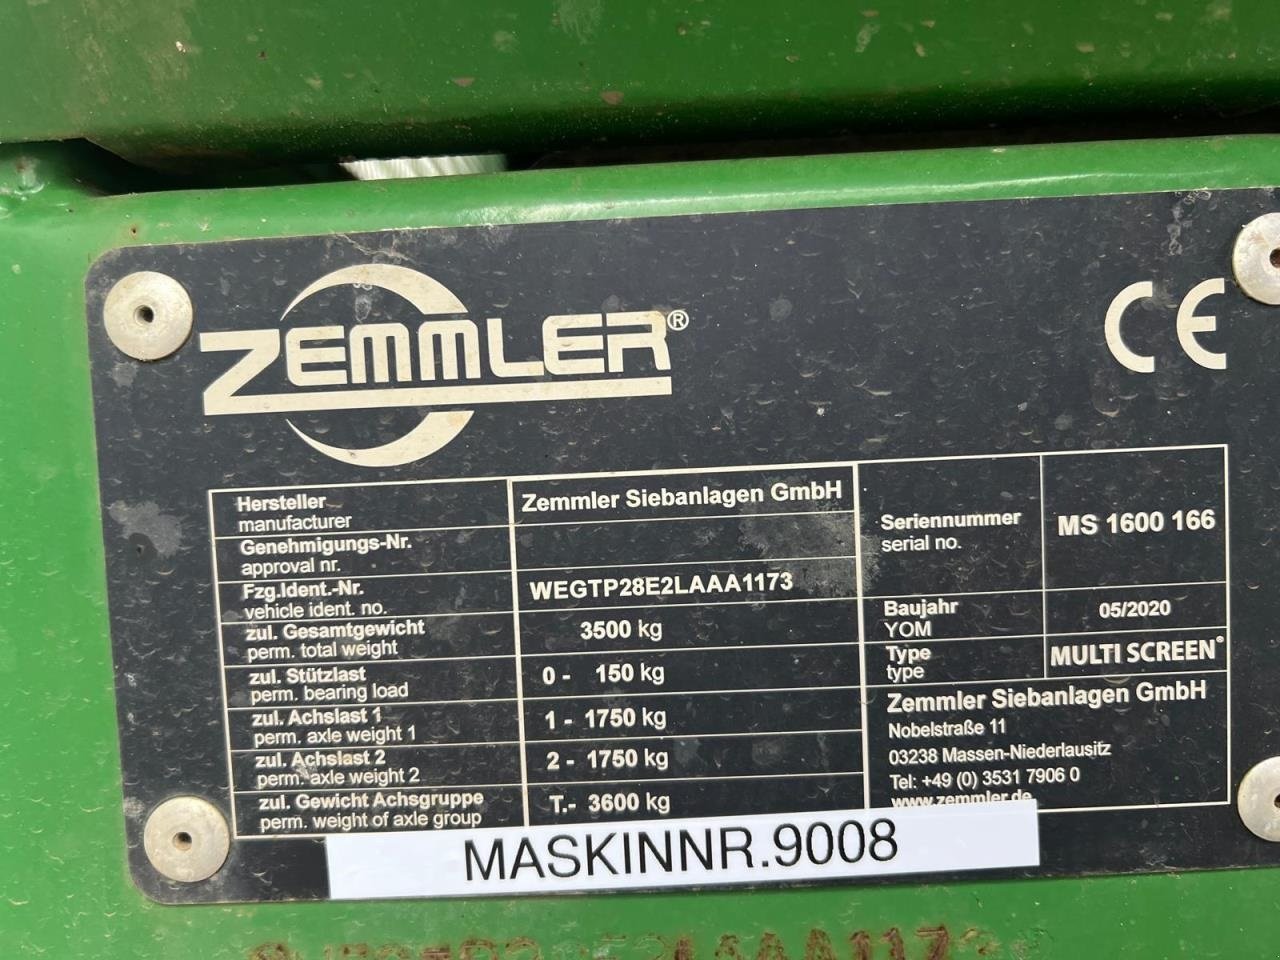 ZEMMLER®
CE
Hersteller
manufacturer
Zemmler Siebanlagen GmbH
Genehmigungs-Nr.
approval nr.
Fzg.Ident.-Nr.
vehicle ident. no.
WEGTP28E2LAAA1173
zul. Gesamtgewicht
perm. total weight
3500 kg
zul. Stützlast
perm. bearing load
0 - 150 kg
zul. Achslast 1
perm. axle weight 1
1 - 1750 kg
zul. Achslast 2
perm. axle weight 2
2 - 1750 kg
zul. Gewicht Achsgruppe
perm. weight of axle group
T.- 3600 kg
Seriennummer
serial no.
MS 1600 166
Baujahr
YOM
05/2020
Type
type
MULTI SCREEN®
Zemmler Siebanlagen GmbH
Nobelstraße 11
03238 Massen-Niederlausitz
Tel: +49 (0) 3531 7906 0
www.zemmler.de
MASKINNR.9008